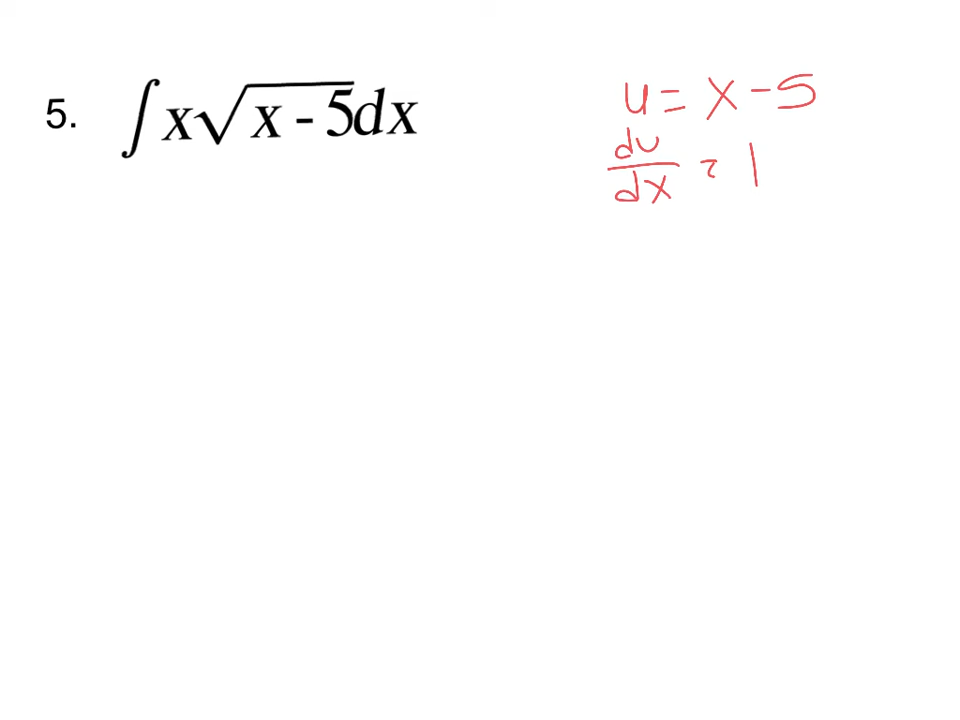 5. ∫x√x - 5dx
u = x - 5
du/dx = 1